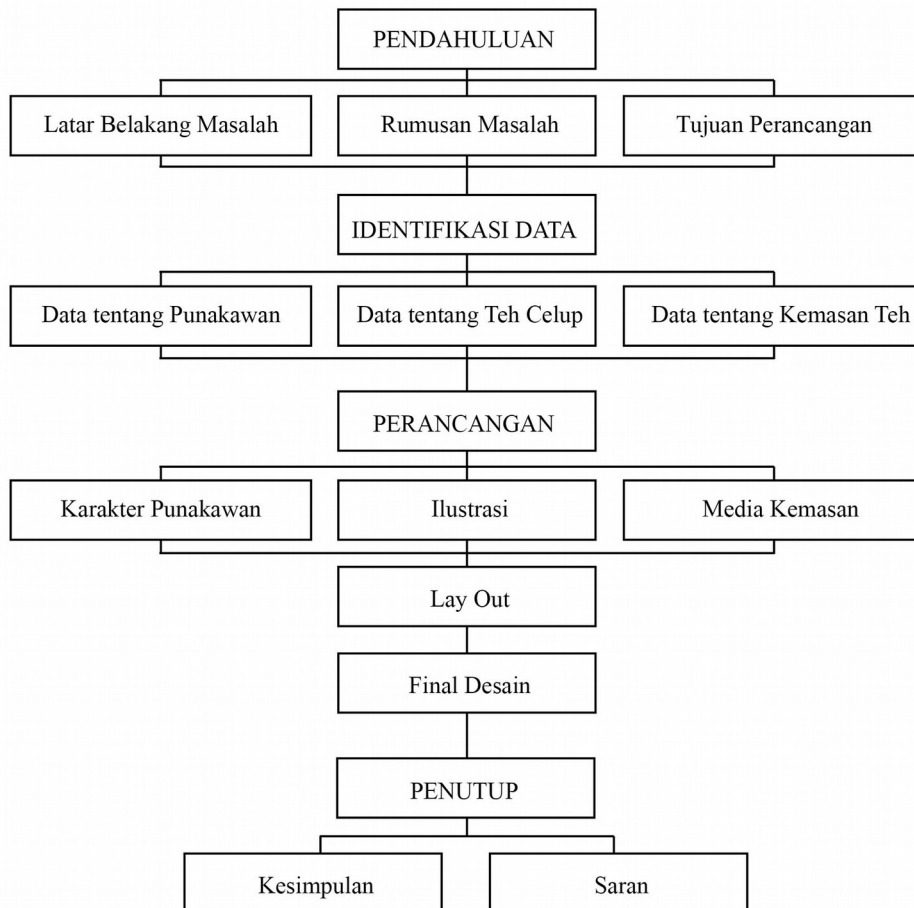 PENDAHULUAN
Latar Belakang Masalah
Rumusan Masalah
Tujuan Perancangan
IDENTIFIKASI DATA
Data tentang Punakawan
Data tentang Teh Celup
Data tentang Kemasan Teh
PERANCANGAN
Karakter Punakawan
Ilustrasi
Media Kemasan
Lay Out
Final Desain
PENUTUP
Kesimpulan
Saran